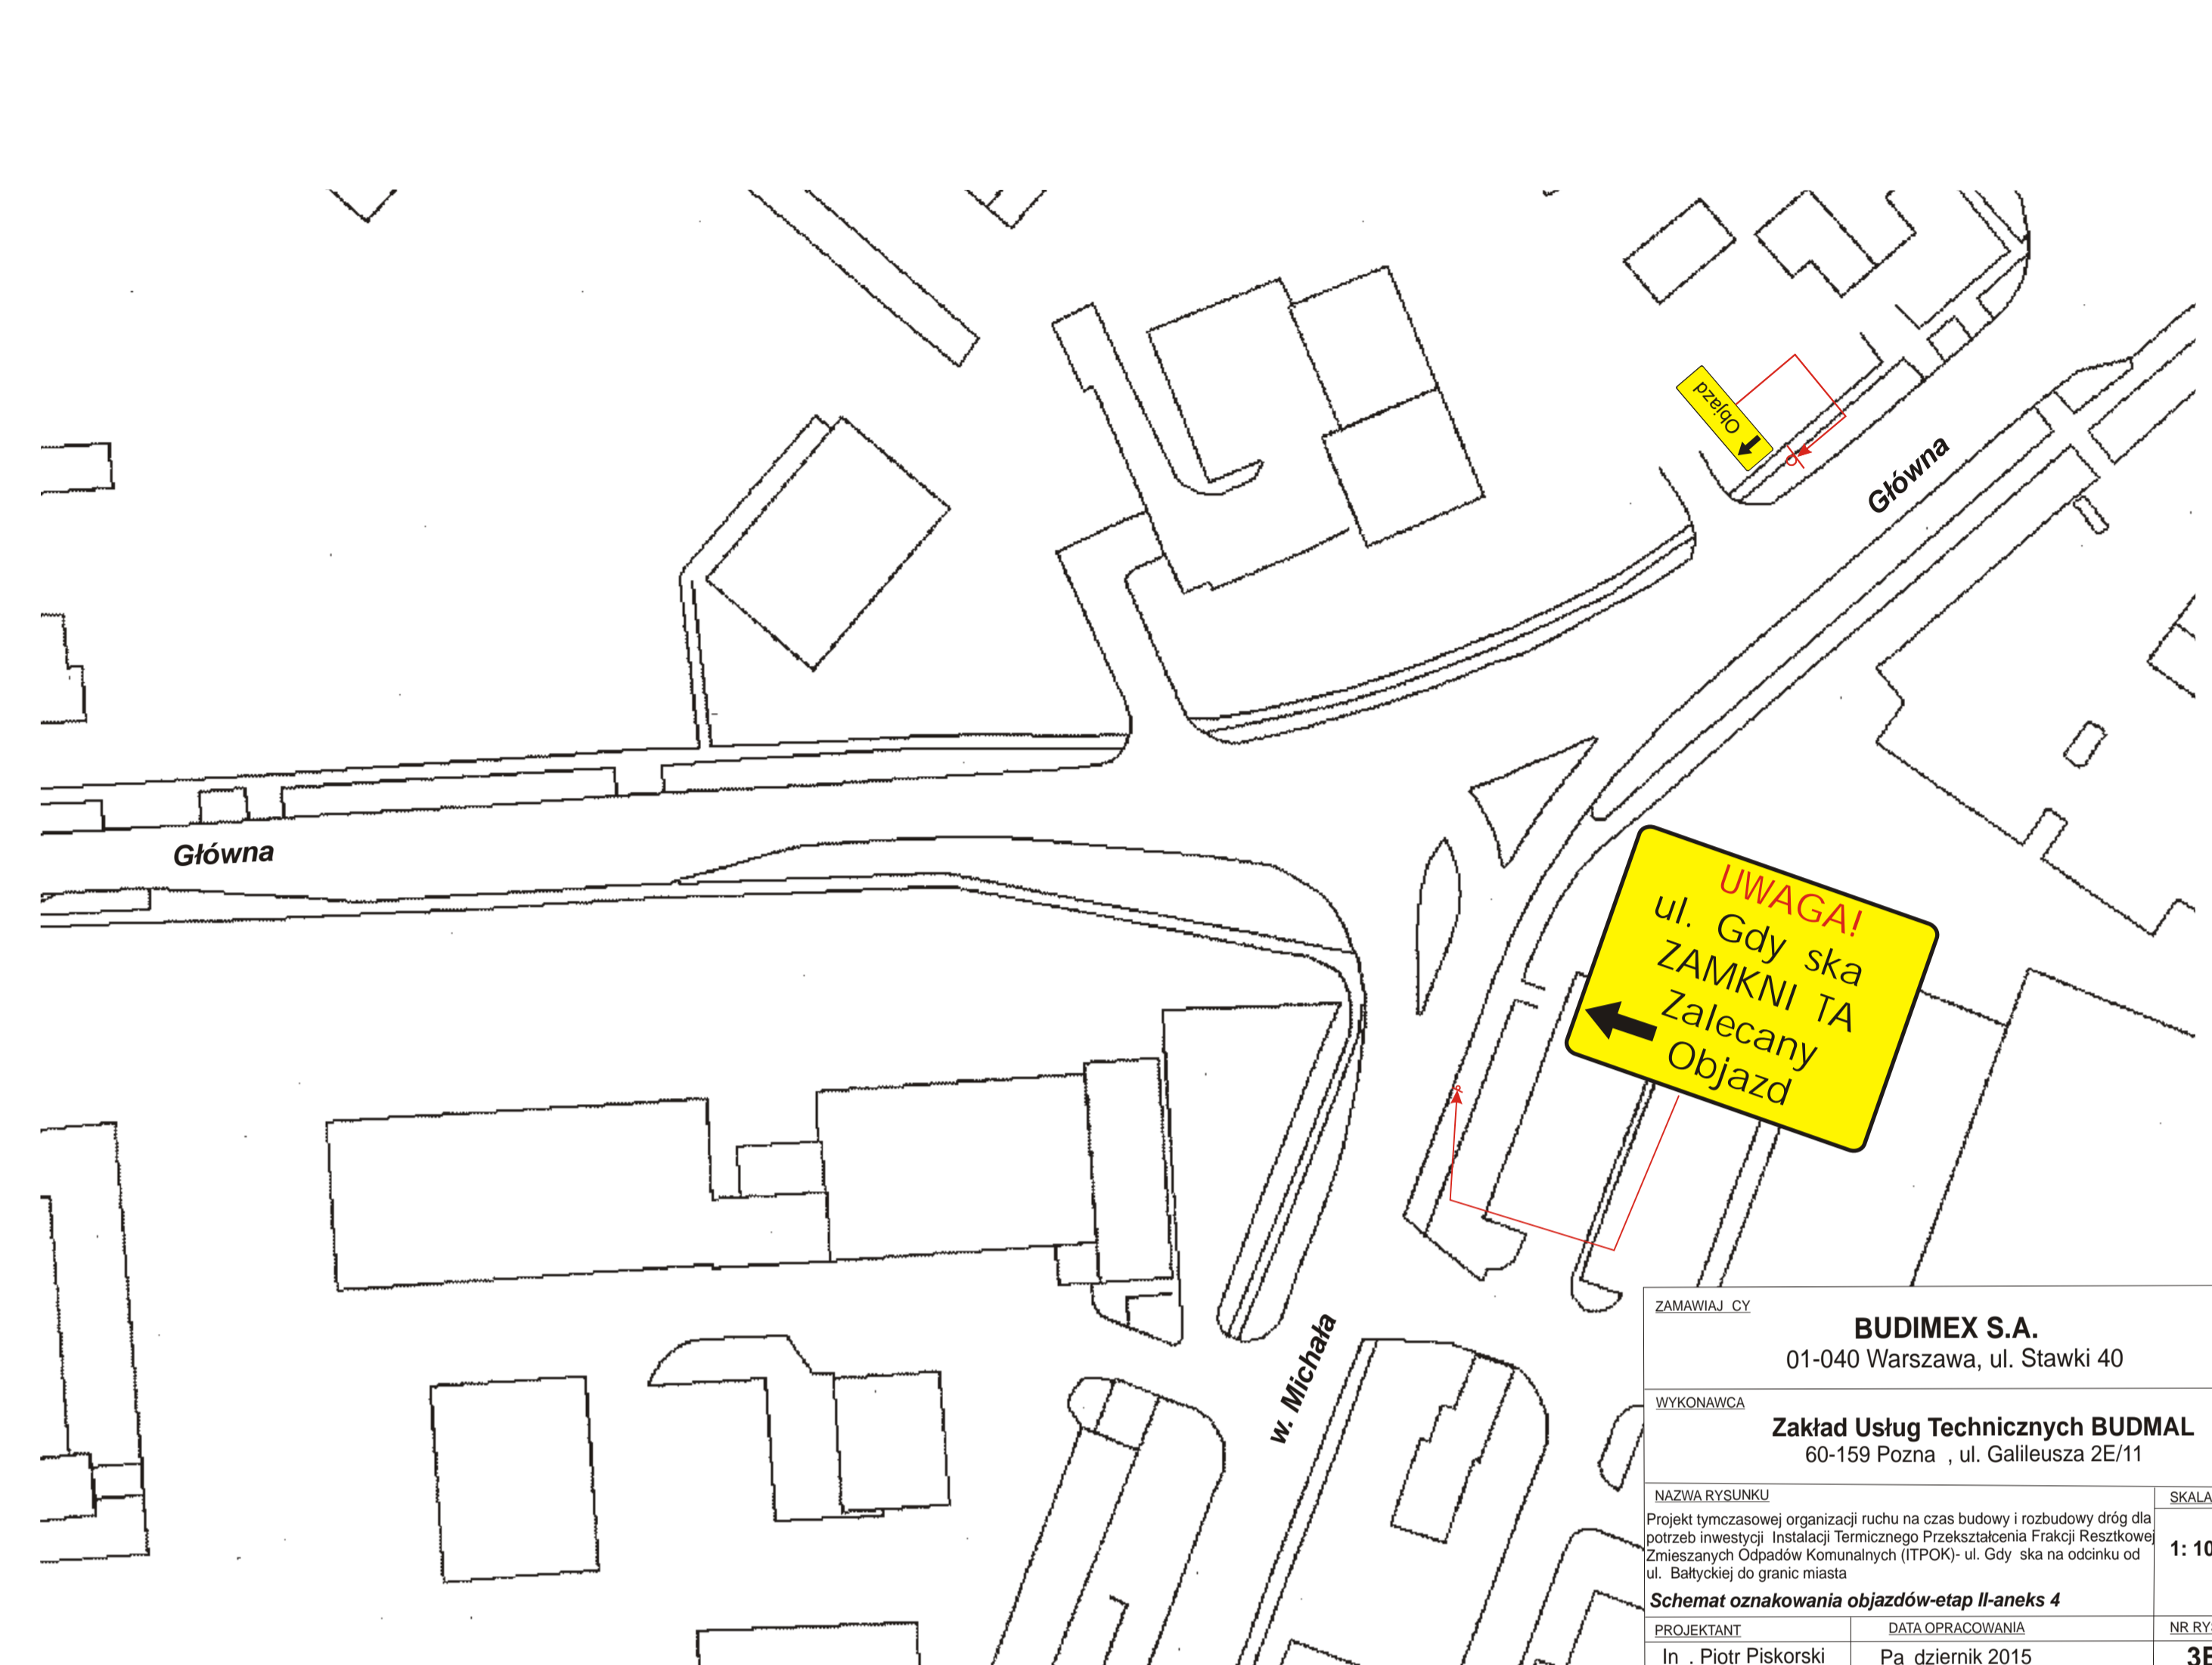 Objazd
Główna
Główna
UWAGA!
ul. Gdy ska
ZAMKNI TA
Zalecany
Objazd
w. Michała
ZAMAWIAJ CY
BUDIMEX S.A.
01-040 Warszawa, ul. Stawki 40
WYKONAWCA
Zakład Usług Technicznych BUDMAL
60-159 Pozna , ul. Galileusza 2E/11
NAZWA RYSUNKU
SKALA
Projekt tymczasowej organizacji ruchu na czas budowy i rozbudowy dróg dla
potrzeb inwestycji Instalacji Termicznego Przekształcenia Frakcji Resztkowej
Zmieszanych Odpadów Komunalnych (ITPOK)- ul. Gdy ska na odcinku od
ul. Bałtyckiej do granic miasta
1: 10
Schemat oznakowania objazdów-etap II-aneks 4
PROJEKTANT
DATA OPRACOWANIA
NR RY
In . Piotr Piskorski
Pa dziernik 2015